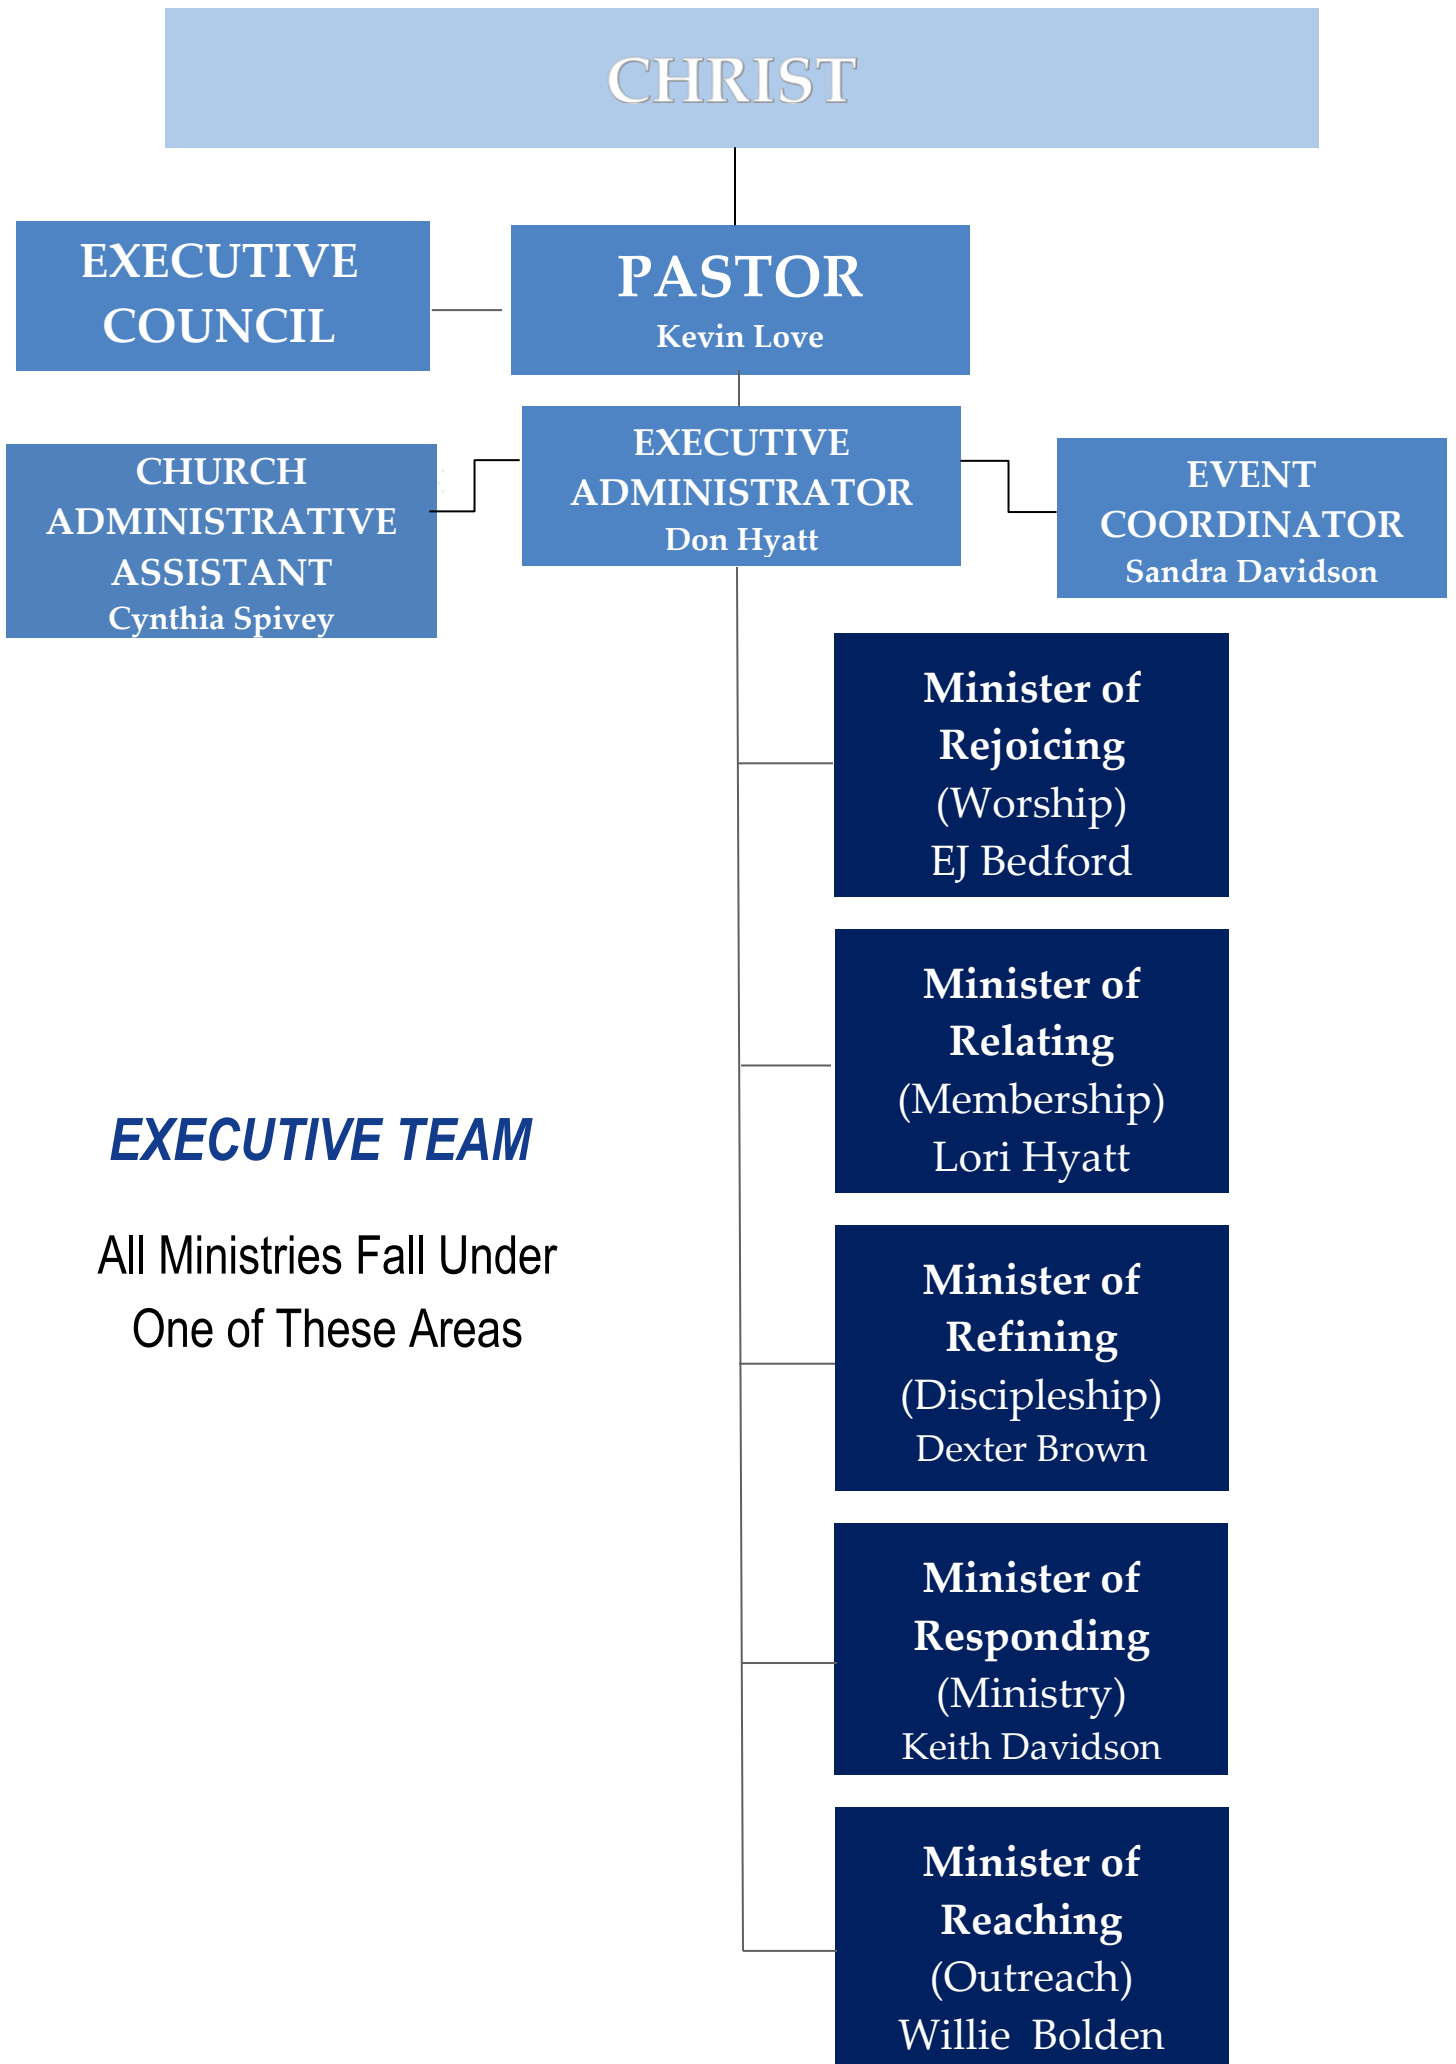 CHRIST
EXECUTIVE
COUNCIL
PASTOR
Kevin Love
CHURCH
ADMINISTRATIVE
ASSISTANT
Cynthia Spivey
EXECUTIVE
ADMINISTRATOR
Don Hyatt
EVENT
COORDINATOR
Sandra Davidson
Minister of
Rejoicing
(Worship)
EJ Bedford
Minister of
Relating
(Membership)
Lori Hyatt
EXECUTIVE TEAM
All Ministries Fall Under
One of These Areas
Minister of
Refining
(Discipleship)
Dexter Brown
Minister of
Responding
(Ministry)
Keith Davidson
Minister of
Reaching
(Outreach)
Willie  Bolden